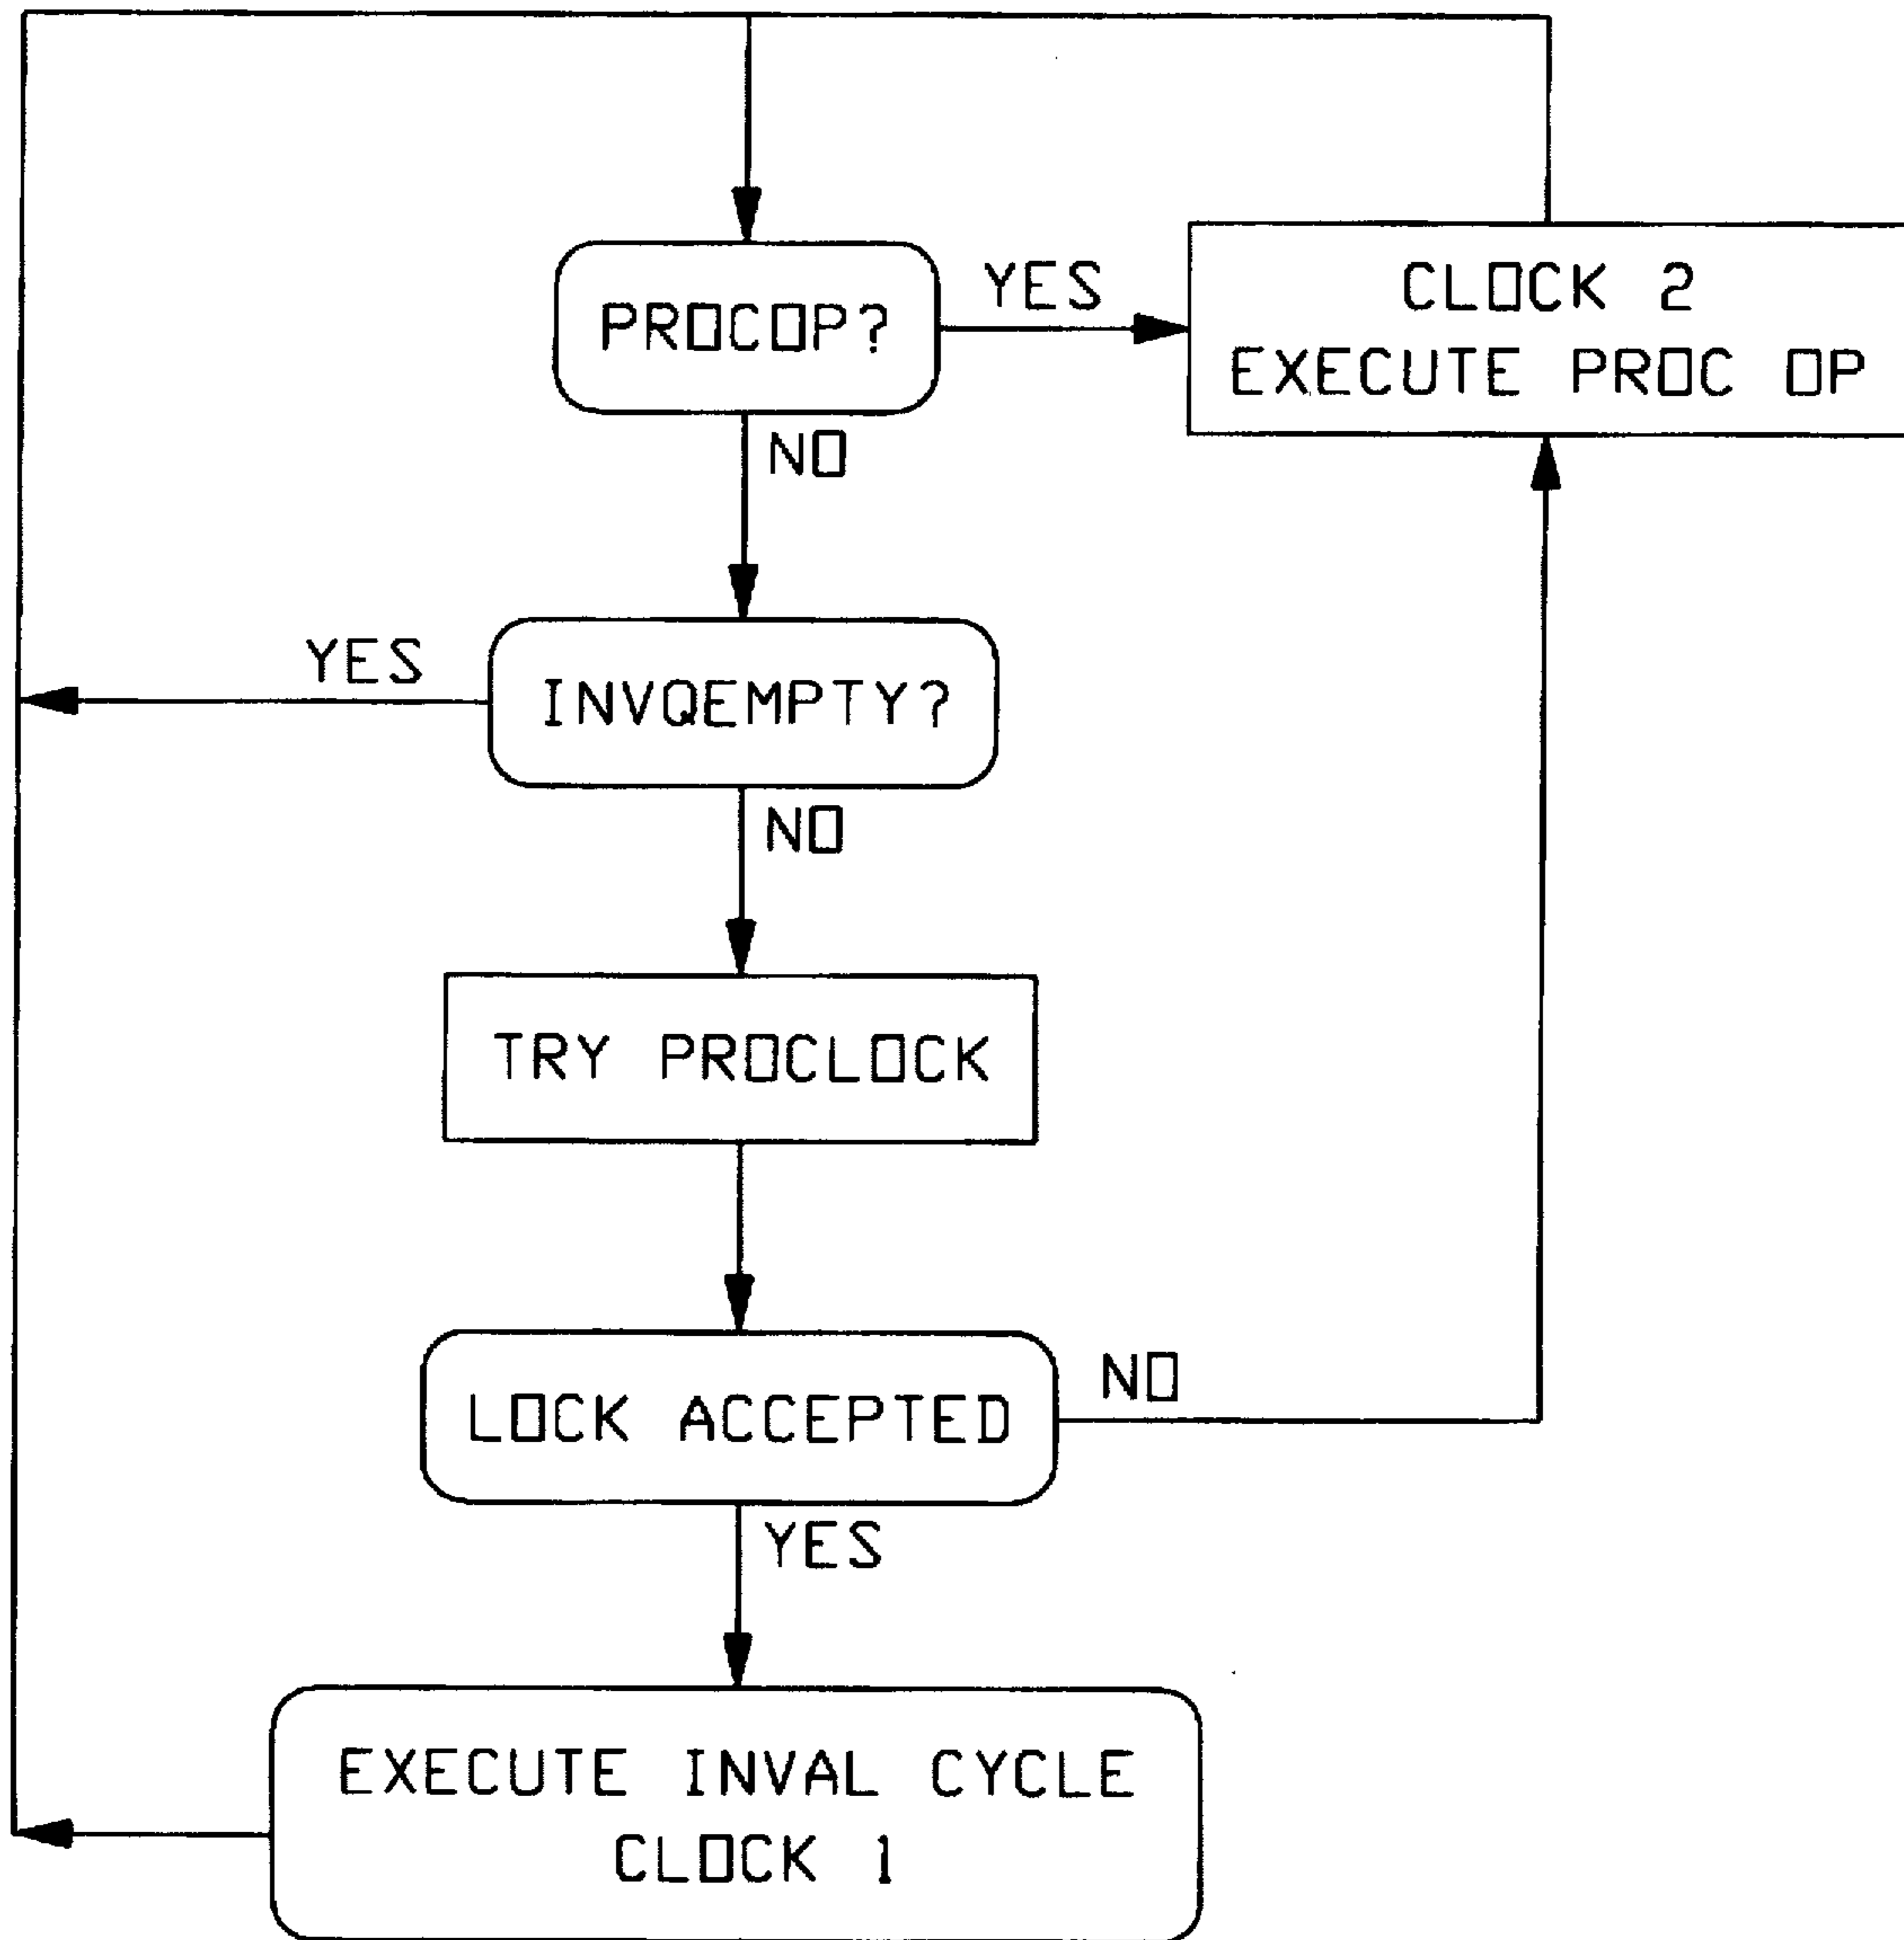 PROCOP?
YES
CLOCK 2
EXECUTE PROC OP
NO
YES
INVQEMPTY?
NO
TRY PROCLOCK
LOCK ACCEPTED
NO
YES
EXECUTE INVAL CYCLE
CLOCK 1